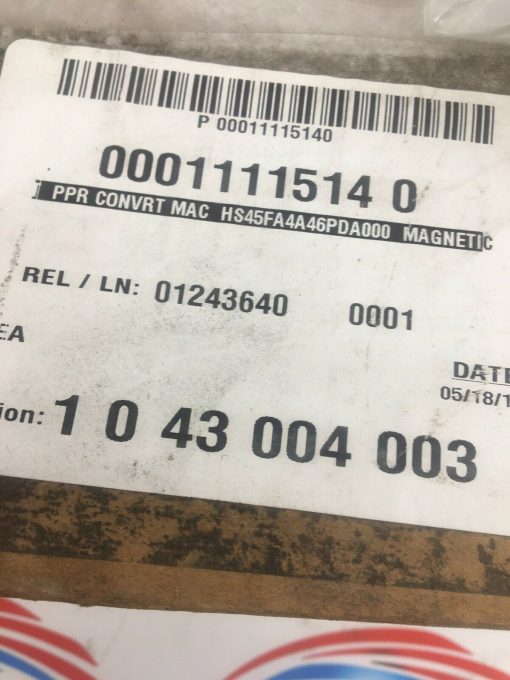 P 00011115140
0001111514 0
PPR CONVRT MAC HS45FA4A46PDA000 MAGNETIC
REL / LN: 01243640 0001
EA
DATE
05/18/1
ion: 1 0 43 004 003